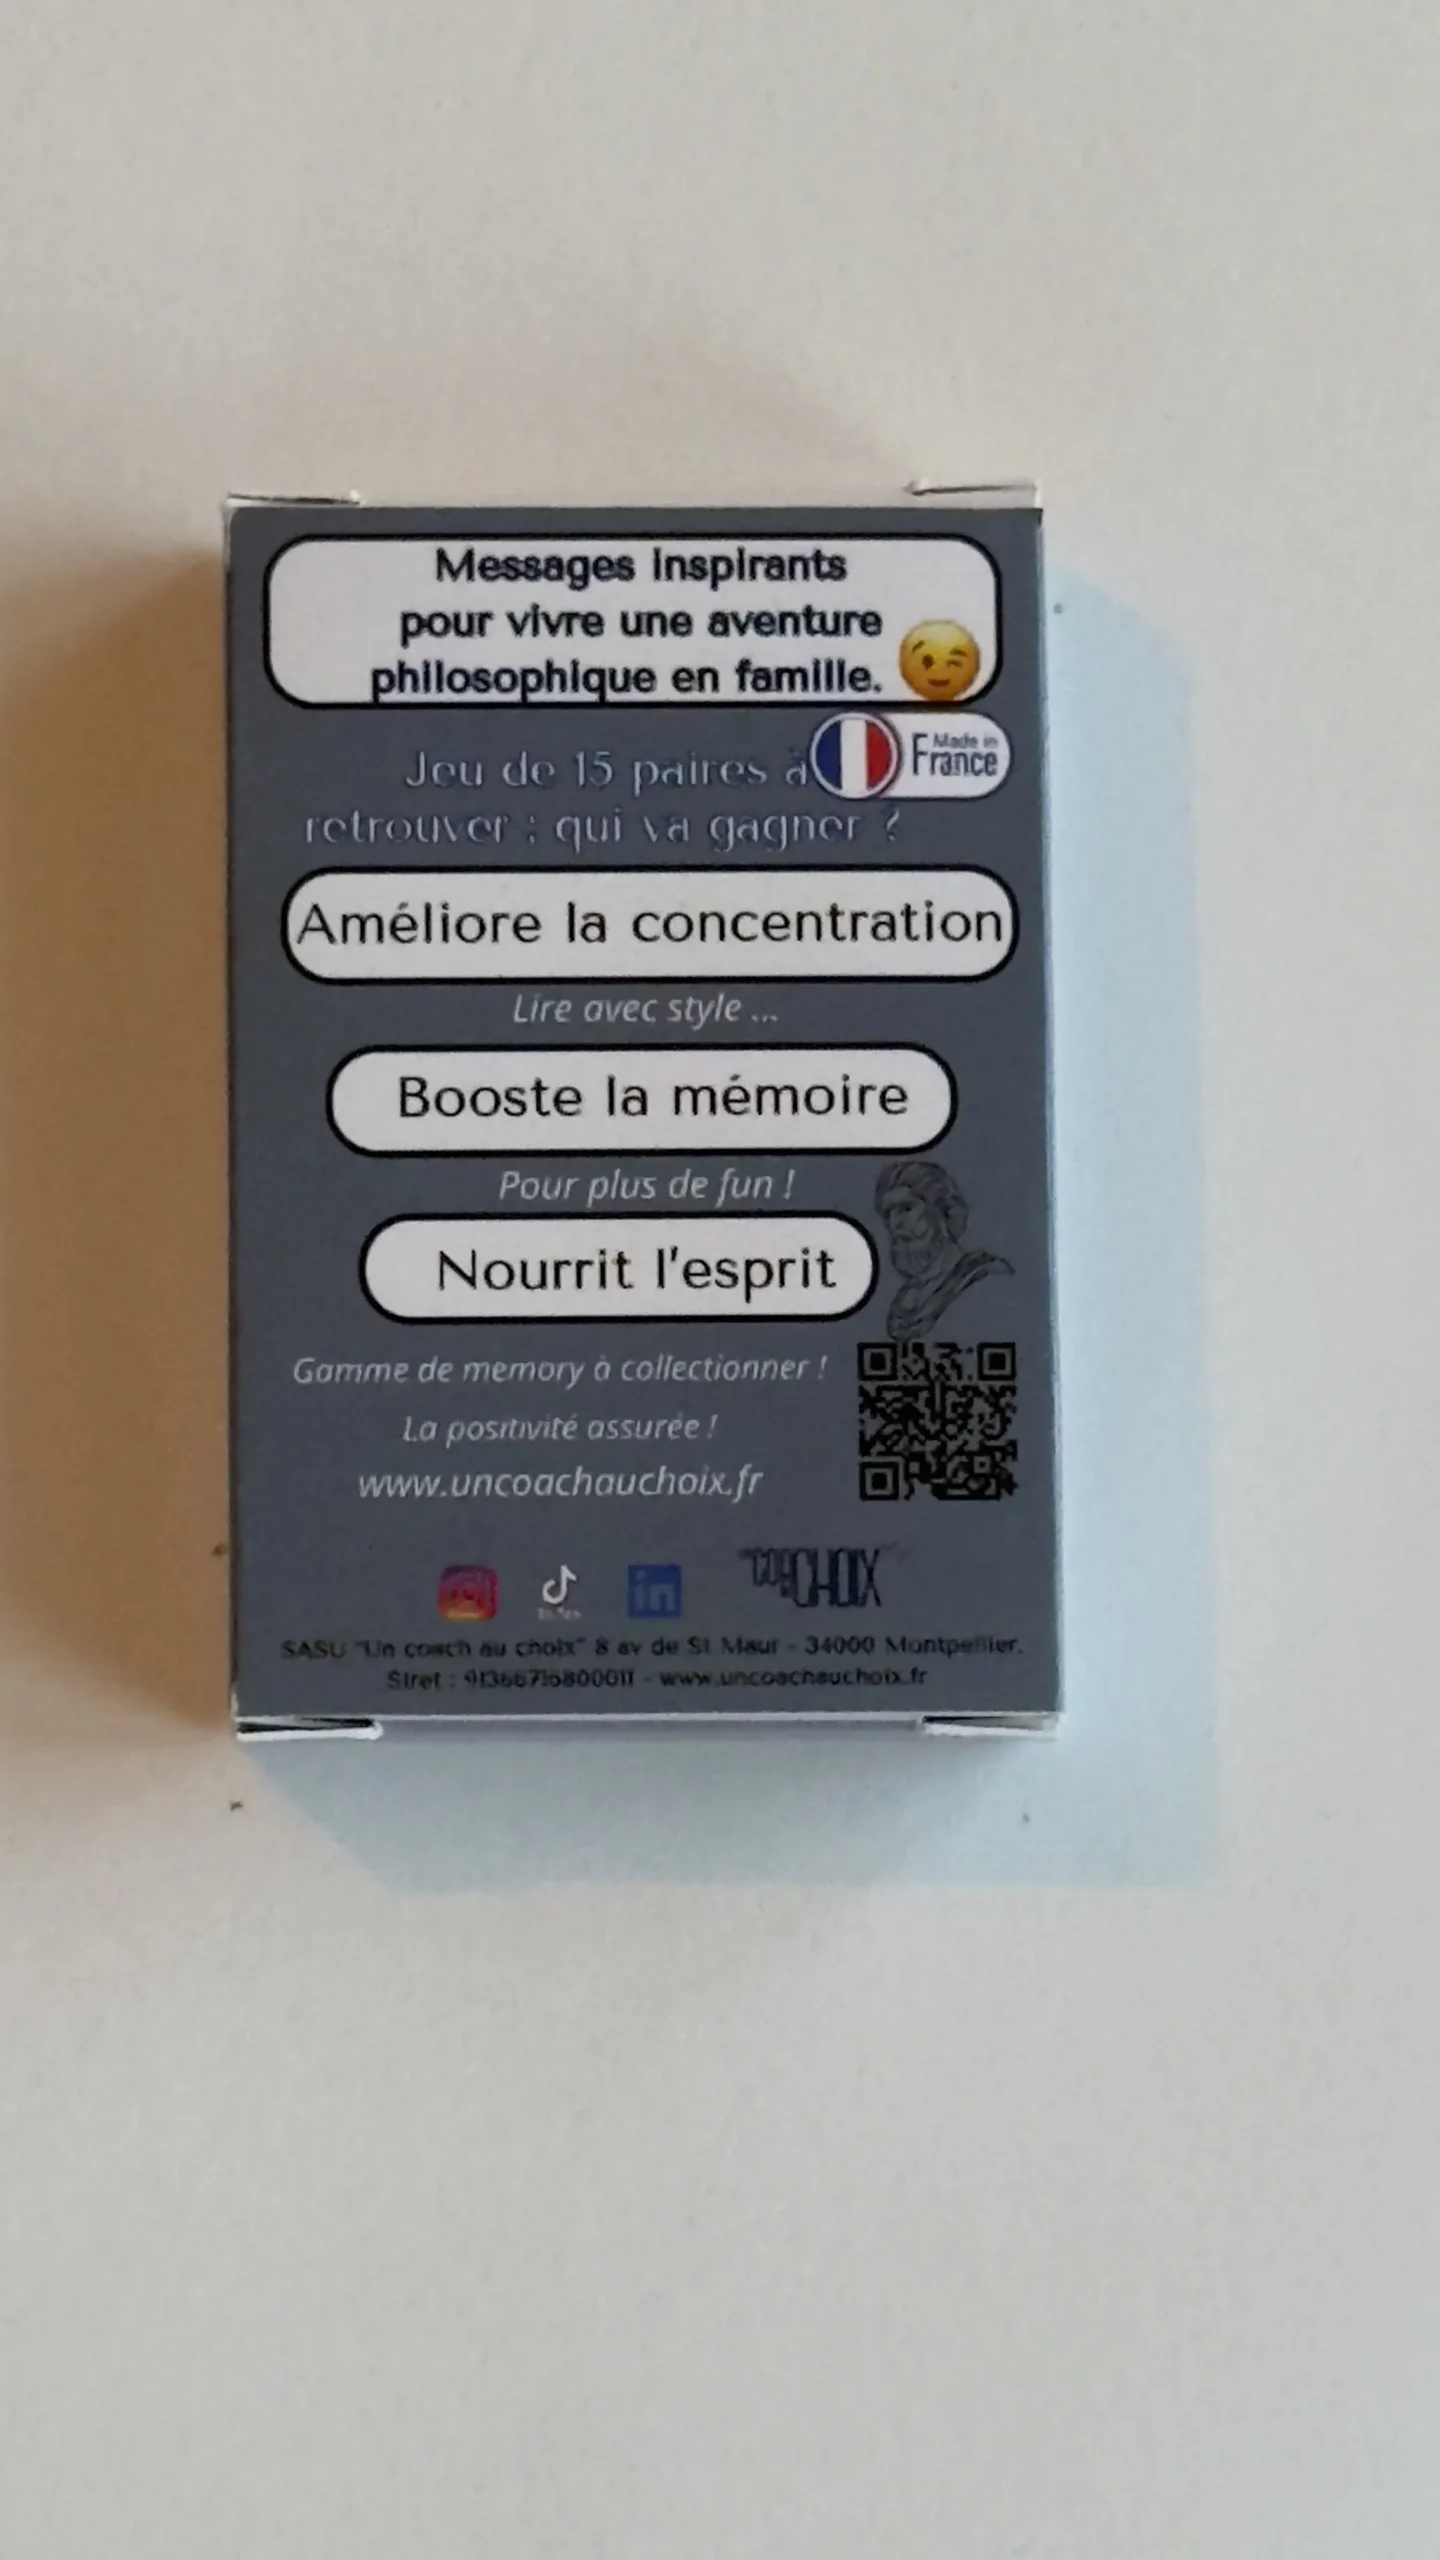 Messages inspirants
pour vivre une aventure
philosophique en famille.
Made in
France
Jeu de 15 paires à
retrouver : qui va gagner ?
Améliore la concentration
Lire avec style ...
Booste la mémoire
Pour plus de fun !
Nourrit l'esprit
Gamme de memory à collectionner !
La positivité assurée !
www.uncoachauchoix.fr
in
CHOIX
SASU "Un coach au choix" 8 av de St Maur - 34000 Montpellier.
Siret : - www.uncoachauchoix.fr